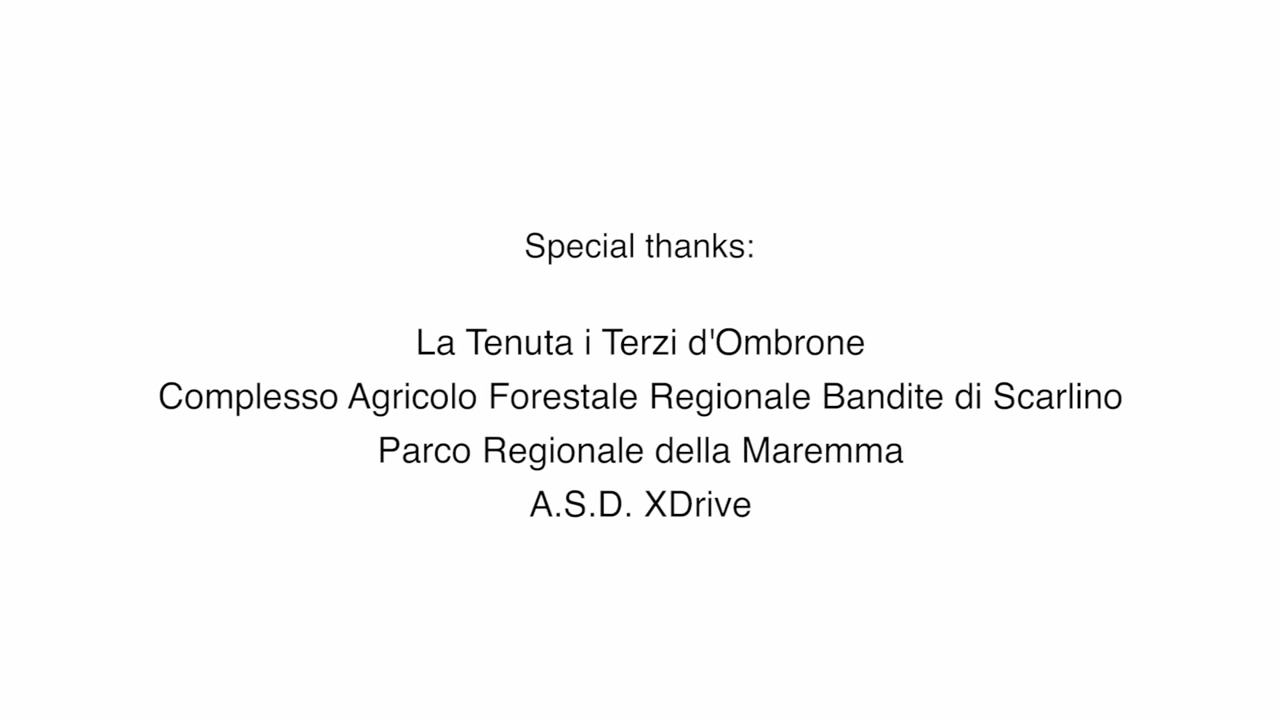 Special thanks:
La Tenuta i Terzi d'Ombrone
Complesso Agricolo Forestale Regionale Bandite di Scarlino
Parco Regionale della Maremma
A.S.D. XDrive